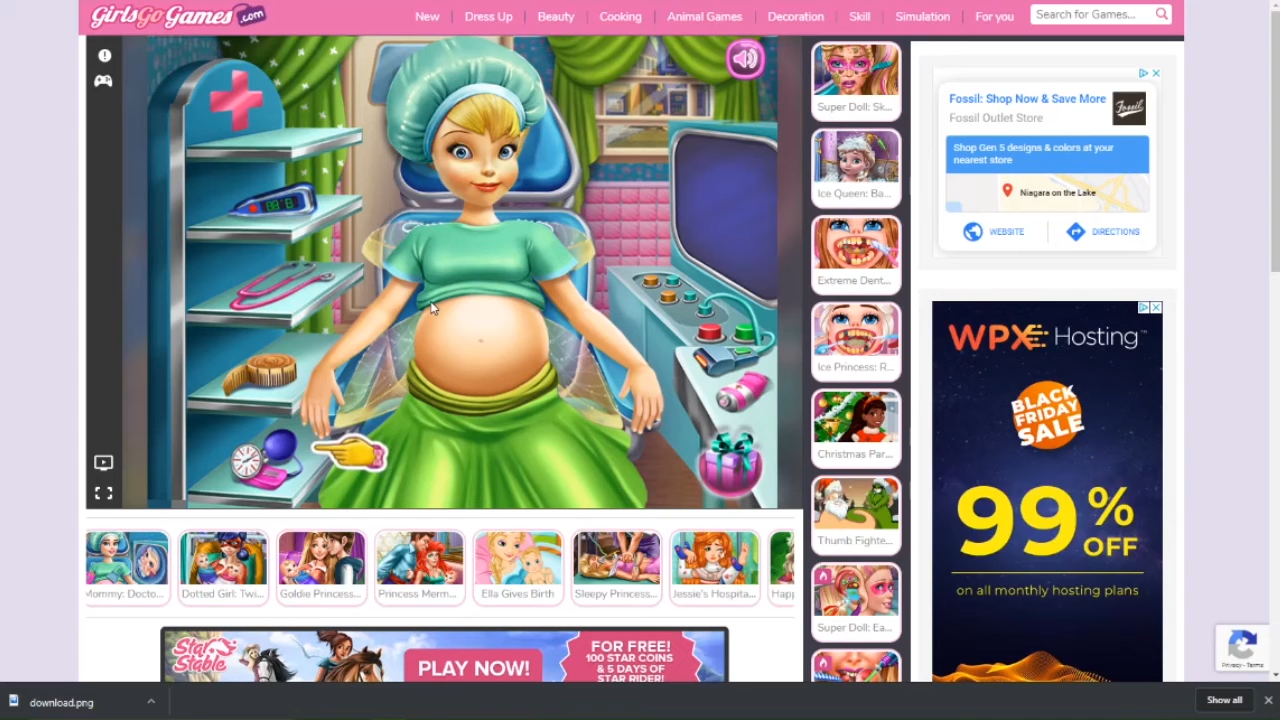 GirlsGoGames.com
New
Dress Up
Beauty
Cooking
Animal Games
Decoration
Skill
Simulation
For you
Search for Games...
Super Doll: Sk...
Ice Queen: Ba...
Extreme Dent...
Ice Princess: R...
Christmas Par...
Thumb Fighte...
Super Doll: Ea...
Fossil: Shop Now & Save More
Fossil Outlet Store
Fossil
Shop Gen 5 designs & colors at your
nearest store
Niagara on the Lake
WEBSITE
DIRECTIONS
WPX Hosting™
BLACK
FRIDAY
SALE
99% OFF
on all monthly hosting plans
Mommy: Docto...
Dotted Girl: Twi...
Goldie Princess...
Princess Merm...
Ella Gives Birth
Sleepy Princess...
Jessie's Hospita...
Happ
Star
Stable
PLAY NOW!
FOR FREE!
100 STAR COINS
& 5 DAYS OF
STAR RIDER!
Privacy - Terms
download.png
Show all